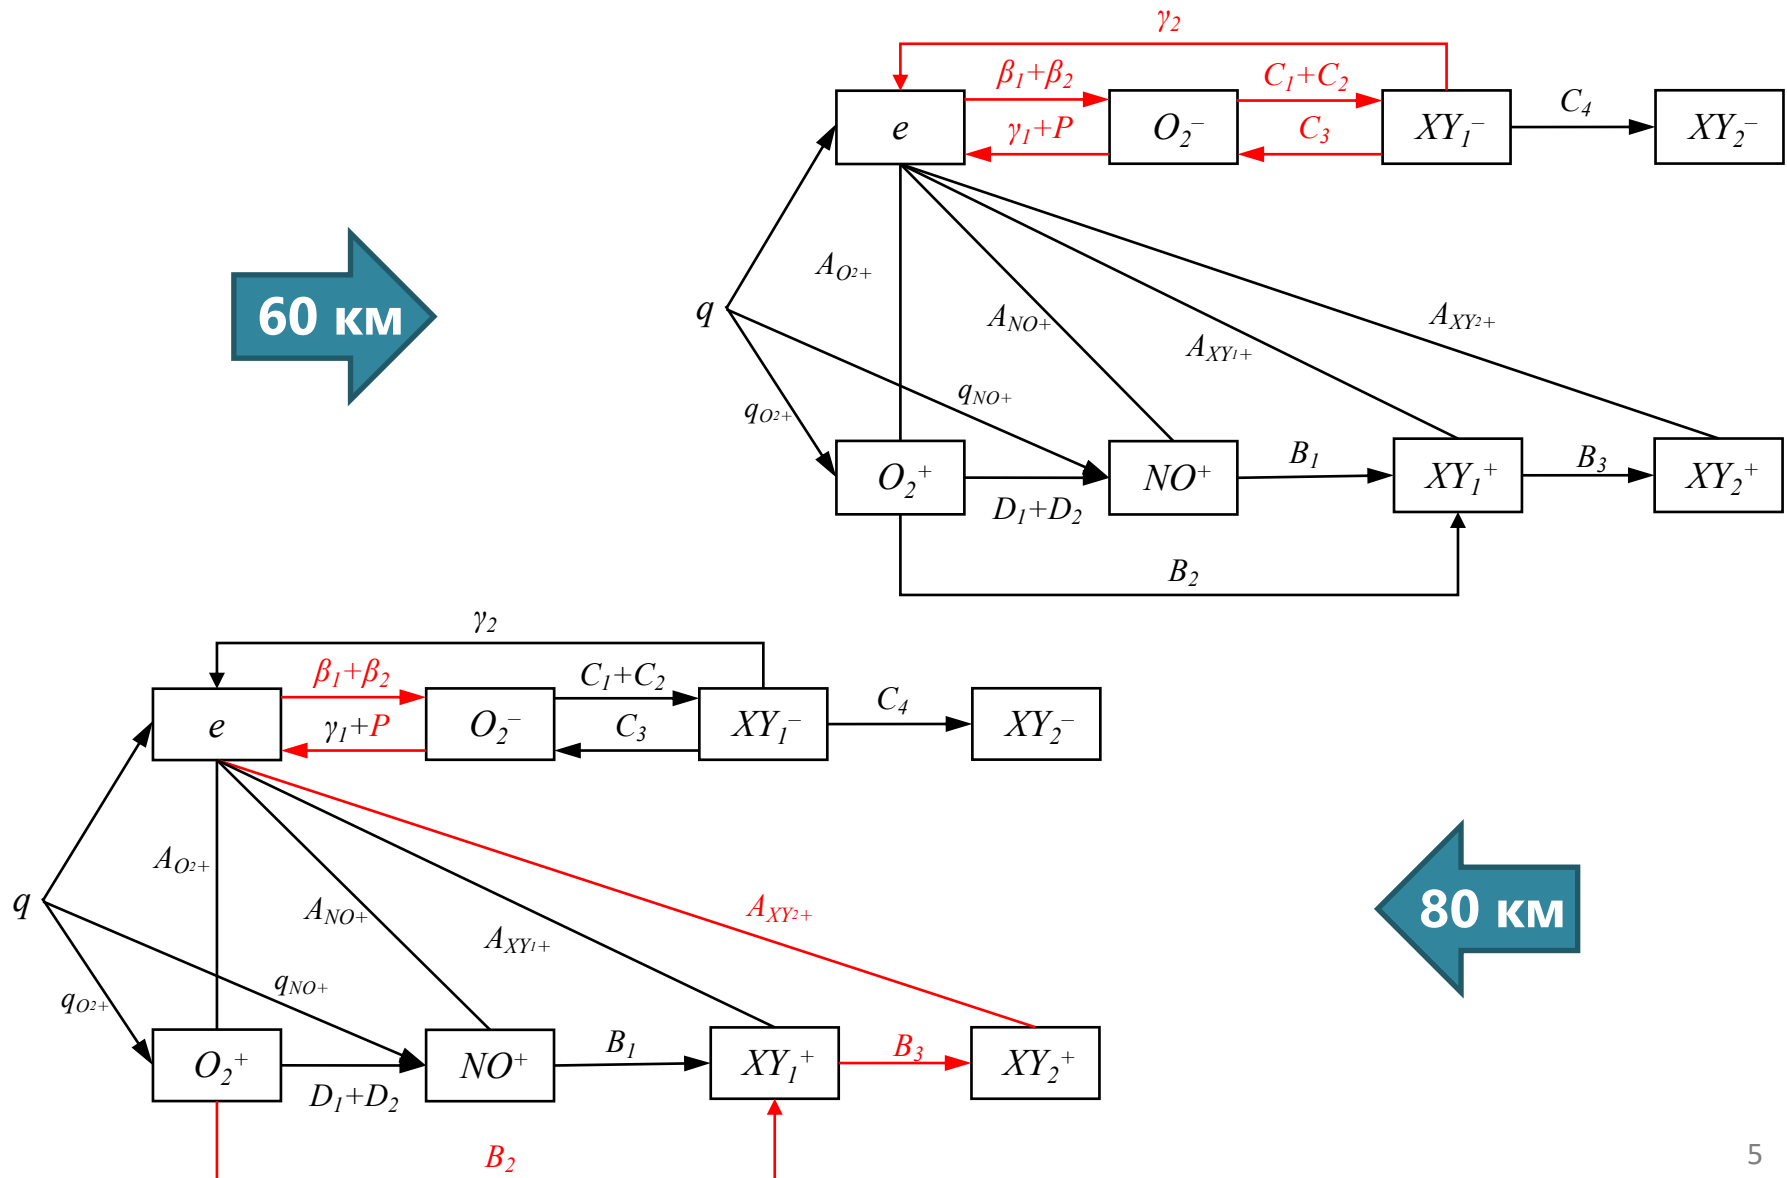 γ2
β1+β2 C1+C2 C4
e O2− XY1− XY2−
γ1+P C3
AO2+
60 км
q ANO+ AXY1+ AXY2+
qO2+ qNO+
O2+ NO+ B1 XY1+ B3 XY2+
D1+D2
B2
γ2
β1+β2 C1+C2 C4
e O2− XY1− XY2−
γ1+P C3
AO2+
q ANO+ AXY1+ AXY2+
80 км
qO2+ qNO+
O2+ NO+ B1 XY1+ B3 XY2+
D1+D2
B2
5